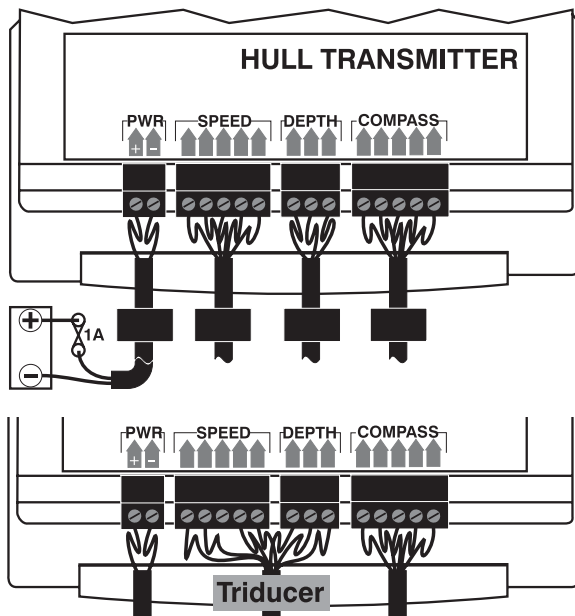 HULL TRANSMITTER
PWR SPEED DEPTH COMPASS
+ −
+
1A
−
PWR SPEED DEPTH COMPASS
+ −
Triducer